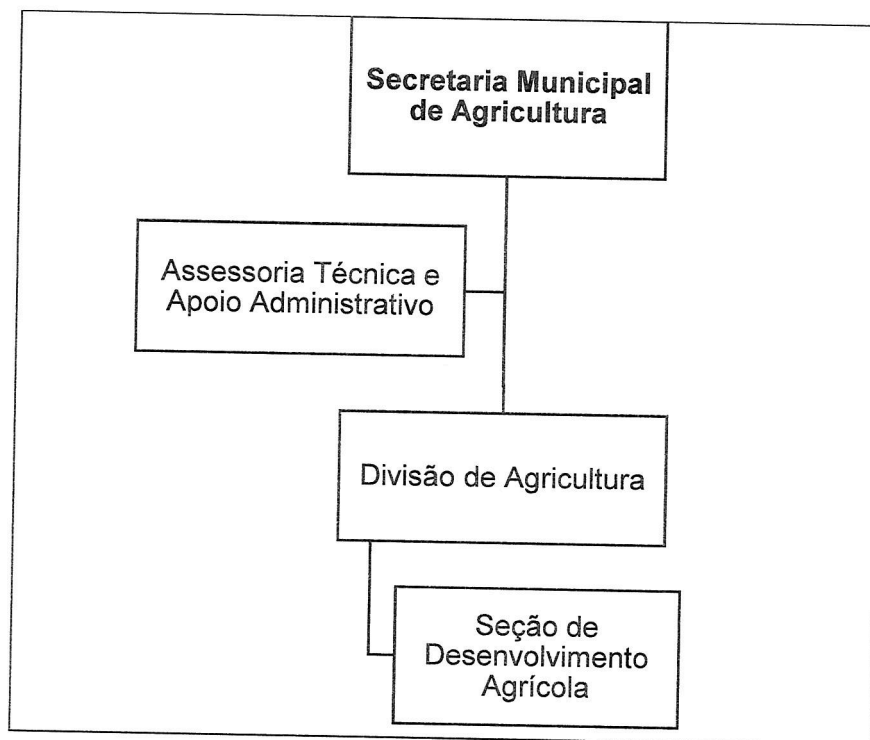 Secretaria Municipal
de Agricultura
Assessoria Técnica e
Apoio Administrativo
Divisão de Agricultura
Seção de
Desenvolvimento
Agrícola